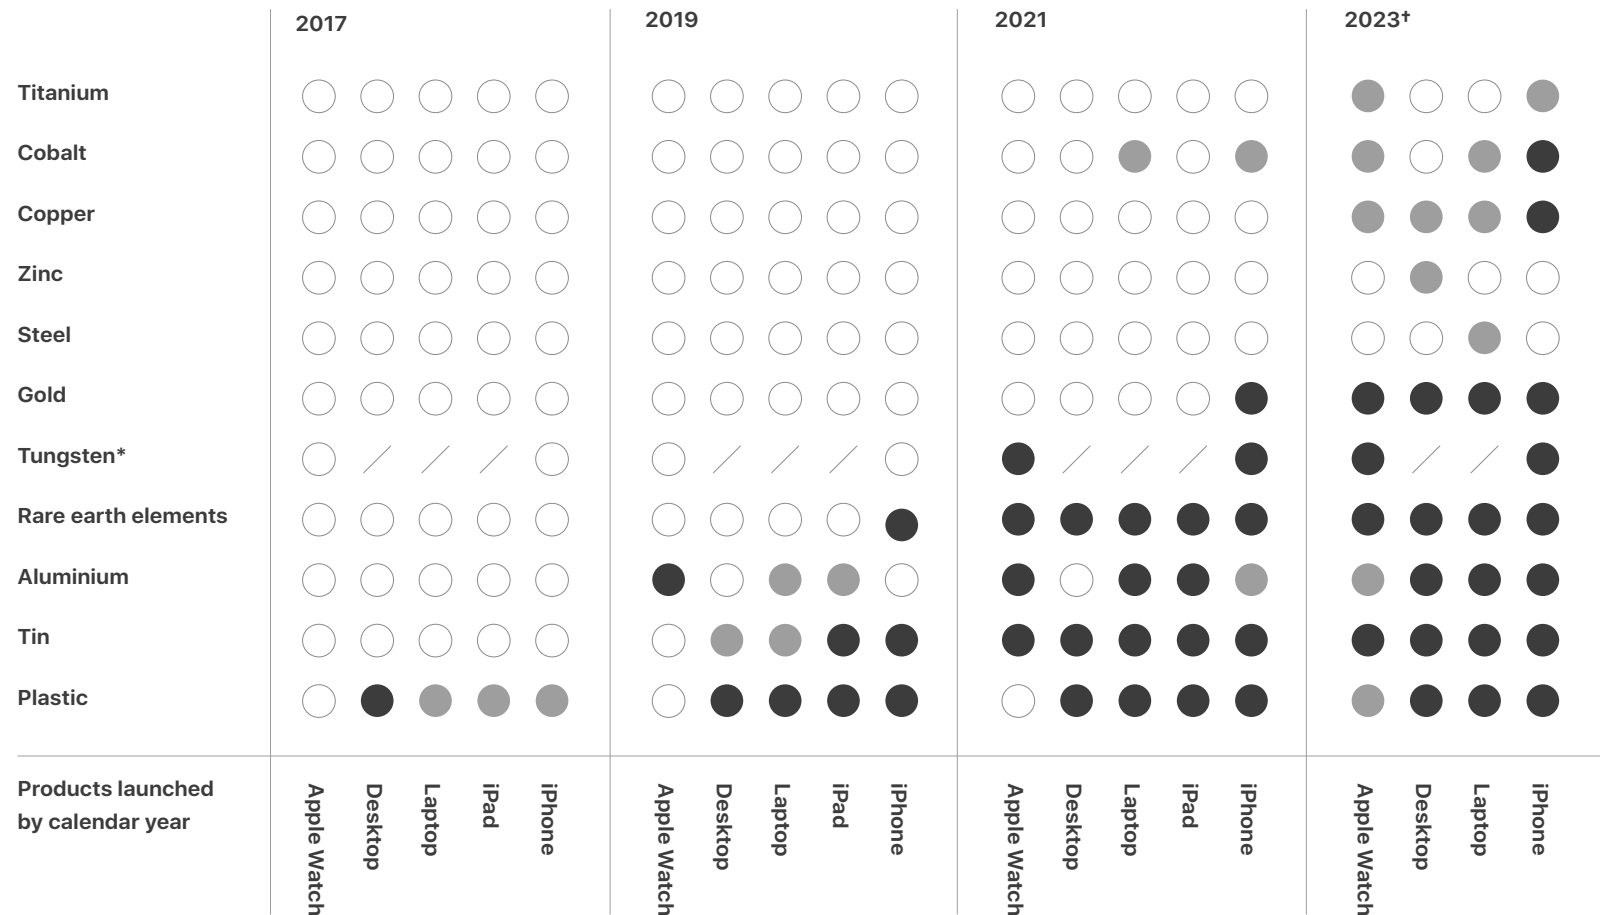 2017
2019
2021
2023†
Titanium
Cobalt
Copper
Zinc
Steel
Gold
Tungsten*
Rare earth elements
Aluminium
Tin
Plastic
Products launched
by calendar year
Apple Watch
Desktop
Laptop
iPad
iPhone
Apple Watch
Desktop
Laptop
iPad
iPhone
Apple Watch
Desktop
Laptop
iPad
iPhone
Apple Watch
Desktop
Laptop
iPhone